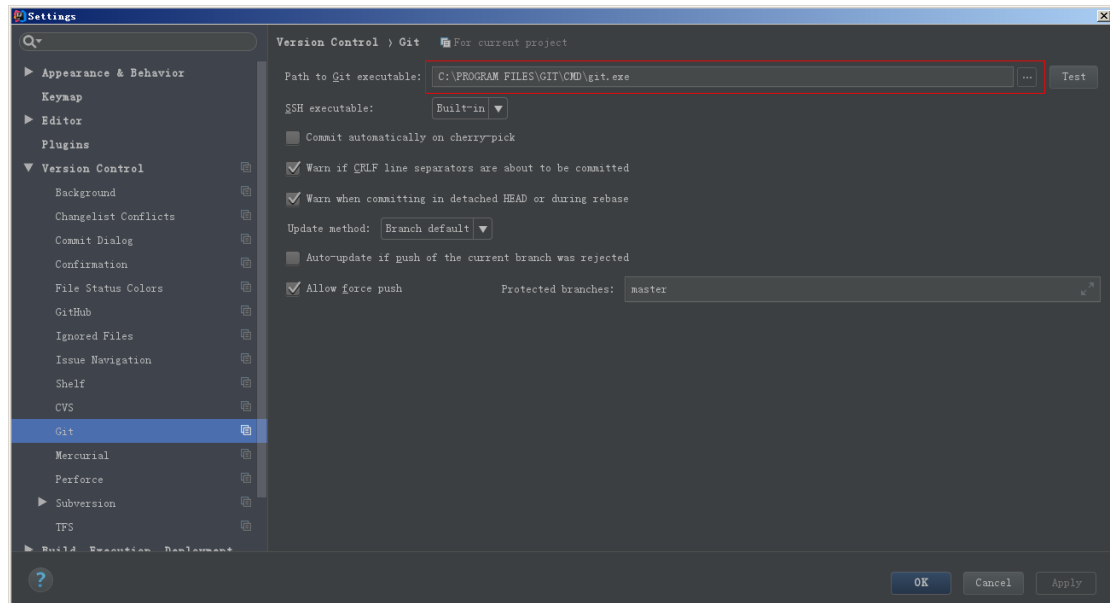 Settings
Version Control › Git For current project
Appearance & Behavior
Keymap
Editor
Plugins
Version Control
Background
Changelist Conflicts
Commit Dialog
Confirmation
File Status Colors
GitHub
Ignored Files
Issue Navigation
Shelf
CVS
Git
Mercurial
Perforce
Subversion
TFS
Build, Execution, Deployment
Path to Git executable: C:\PROGRAM FILES\GIT\CMD\git.exe ... Test
SSH executable: Built-in
Commit automatically on cherry-pick
Warn if CRLF line separators are about to be committed
Warn when committing in detached HEAD or during rebase
Update method: Branch default
Auto-update if push of the current branch was rejected
Allow force push Protected branches: master
? OK Cancel Apply